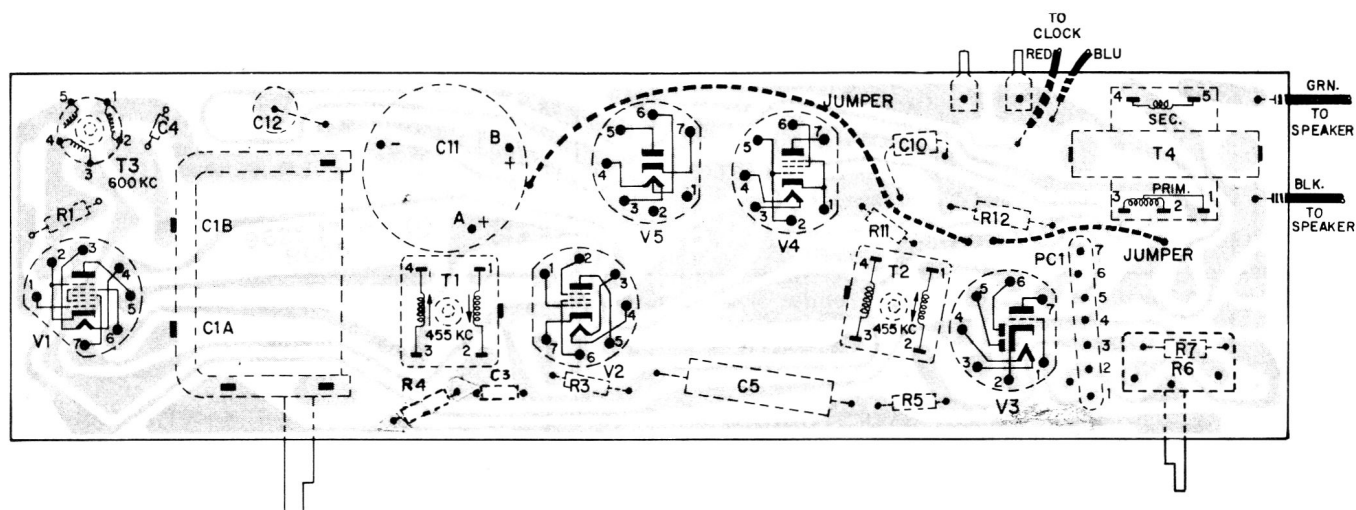 TO
CLOCK
RED
BLU
GRN.
TO
SPEAKER
BLK.
TO
SPEAKER
5
1
4
2
3
T3
600 KC
C4
C12
R1
C1B
C1A
1
2
3
4
5
6
7
V1
-
C11
B
+
A
+
4
1
T1
3
455 KC
2
R4
C3
1
2
3
4
5
6
7
V2
R3
C5
R5
6
5
7
4
3
2
1
V5
JUMPER
6
5
7
4
3
2
1
V4
C10
R11
R12
4
1
T2
455 KC
3
2
6
5
7
4
3
2
1
V3
PC1
7
6
5
4
3
2
1
JUMPER
4
5
SEC.
T4
PRIM.
3
2
1
R7
R6